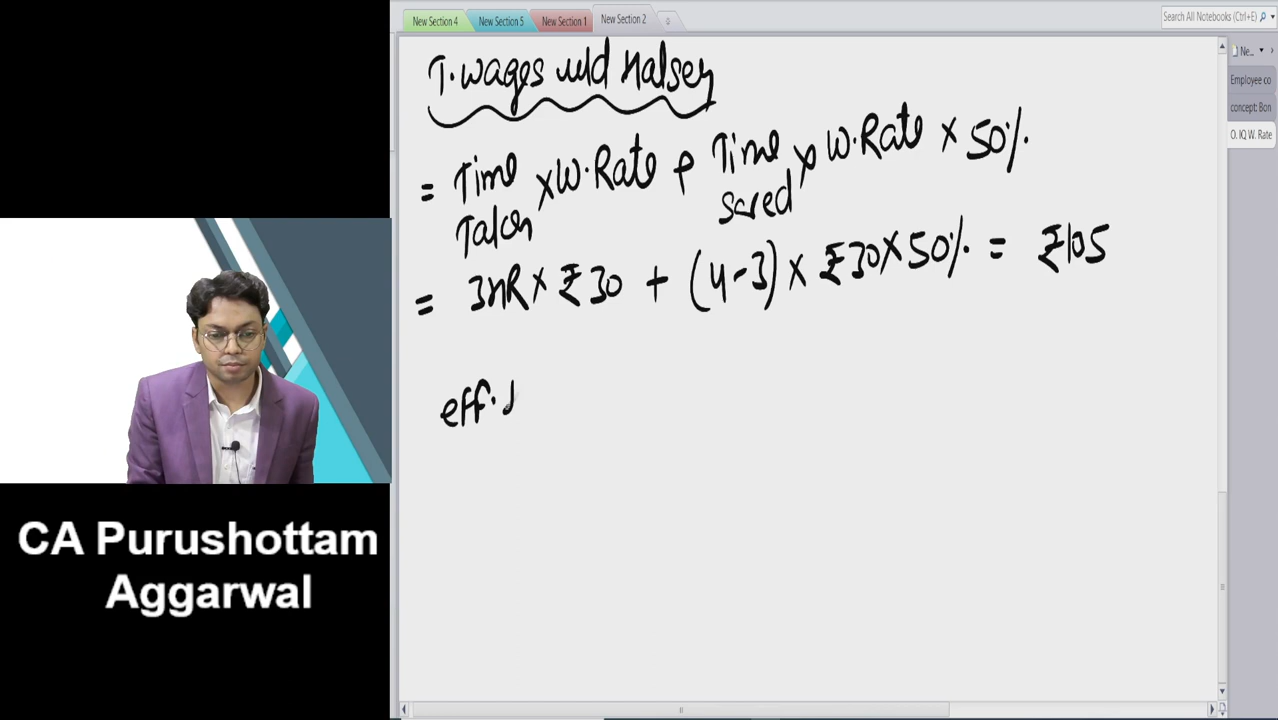 New Section 4 New Section 5 New Section 1 New Section 2
Search All Notebooks (Ctrl+E)
Ne...
Employee co
concept: Bon
O. IQ W. Rate
T.wages u/d Halsey
= Time Taken x W.Rate + Time saved x W.Rate x 50%
= 3HR x ₹30 + (4-3) x ₹30 x 50% = ₹105
eff.
CA Purushottam
Aggarwal